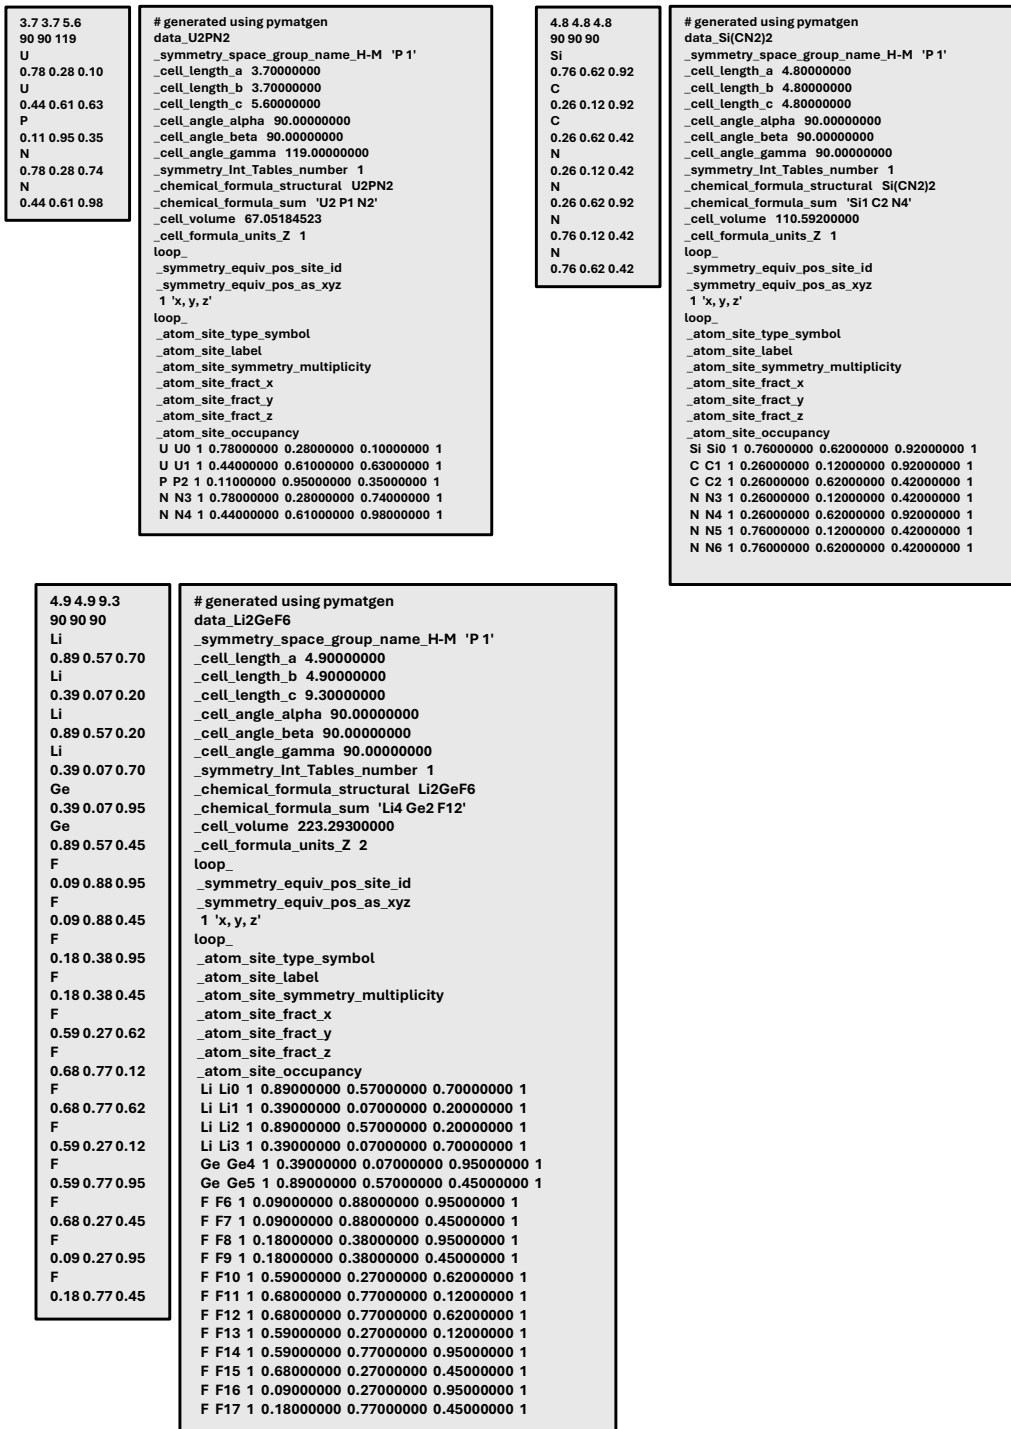 3.7 3.7 5.6
90 90 119
U
0.78 0.28 0.10
U
0.44 0.61 0.63
P
0.11 0.95 0.35
N
0.78 0.28 0.74
N
0.44 0.61 0.98
# generated using pymatgen
data_U2PN2
_symmetry_space_group_name_H-M 'P 1'
_cell_length_a 3.70000000
_cell_length_b 3.70000000
_cell_length_c 5.60000000
_cell_angle_alpha 90.00000000
_cell_angle_beta 90.00000000
_cell_angle_gamma 119.00000000
_symmetry_Int_Tables_number 1
_chemical_formula_structural U2PN2
_chemical_formula_sum 'U2 P1 N2'
_cell_volume 67.05184523
_cell_formula_units_Z 1
loop_
_symmetry_equiv_pos_site_id
_symmetry_equiv_pos_as_xyz
1 'x, y, z'
loop_
_atom_site_type_symbol
_atom_site_label
_atom_site_symmetry_multiplicity
_atom_site_fract_x
_atom_site_fract_y
_atom_site_fract_z
_atom_site_occupancy
U U0 1 0.78000000 0.28000000 0.10000000 1
U U1 1 0.44000000 0.61000000 0.63000000 1
P P2 1 0.11000000 0.95000000 0.35000000 1
N N3 1 0.78000000 0.28000000 0.74000000 1
N N4 1 0.44000000 0.61000000 0.98000000 1
4.8 4.8 4.8
90 90 90
Si
0.76 0.62 0.92
C
0.26 0.12 0.92
C
0.26 0.62 0.42
N
0.26 0.12 0.42
N
0.26 0.62 0.92
N
0.76 0.12 0.42
N
0.76 0.62 0.42
# generated using pymatgen
data_Si(CN2)2
_symmetry_space_group_name_H-M 'P 1'
_cell_length_a 4.80000000
_cell_length_b 4.80000000
_cell_length_c 4.80000000
_cell_angle_alpha 90.00000000
_cell_angle_beta 90.00000000
_cell_angle_gamma 90.00000000
_symmetry_Int_Tables_number 1
_chemical_formula_structural Si(CN2)2
_chemical_formula_sum 'Si1 C2 N4'
_cell_volume 110.59200000
_cell_formula_units_Z 1
loop_
_symmetry_equiv_pos_site_id
_symmetry_equiv_pos_as_xyz
1 'x, y, z'
loop_
_atom_site_type_symbol
_atom_site_label
_atom_site_symmetry_multiplicity
_atom_site_fract_x
_atom_site_fract_y
_atom_site_fract_z
_atom_site_occupancy
Si Si0 1 0.76000000 0.62000000 0.92000000 1
C C1 1 0.26000000 0.12000000 0.92000000 1
C C2 1 0.26000000 0.62000000 0.42000000 1
N N3 1 0.26000000 0.12000000 0.42000000 1
N N4 1 0.26000000 0.62000000 0.92000000 1
N N5 1 0.76000000 0.12000000 0.42000000 1
N N6 1 0.76000000 0.62000000 0.42000000 1
4.9 4.9 9.3
90 90 90
Li
0.89 0.57 0.70
Li
0.39 0.07 0.20
Li
0.89 0.57 0.20
Li
0.39 0.07 0.70
Ge
0.39 0.07 0.95
Ge
0.89 0.57 0.45
F
0.09 0.88 0.95
F
0.09 0.88 0.45
F
0.18 0.38 0.95
F
0.18 0.38 0.45
F
0.59 0.27 0.62
F
0.68 0.77 0.12
F
0.68 0.77 0.62
F
0.59 0.27 0.12
F
0.59 0.77 0.95
F
0.68 0.27 0.45
F
0.09 0.27 0.95
F
0.18 0.77 0.45
# generated using pymatgen
data_Li2GeF6
_symmetry_space_group_name_H-M 'P 1'
_cell_length_a 4.90000000
_cell_length_b 4.90000000
_cell_length_c 9.30000000
_cell_angle_alpha 90.00000000
_cell_angle_beta 90.00000000
_cell_angle_gamma 90.00000000
_symmetry_Int_Tables_number 1
_chemical_formula_structural Li2GeF6
_chemical_formula_sum 'Li4 Ge2 F12'
_cell_volume 223.29300000
_cell_formula_units_Z 2
loop_
_symmetry_equiv_pos_site_id
_symmetry_equiv_pos_as_xyz
1 'x, y, z'
loop_
_atom_site_type_symbol
_atom_site_label
_atom_site_symmetry_multiplicity
_atom_site_fract_x
_atom_site_fract_y
_atom_site_fract_z
_atom_site_occupancy
Li Li0 1 0.89000000 0.57000000 0.70000000 1
Li Li1 1 0.39000000 0.07000000 0.20000000 1
Li Li2 1 0.89000000 0.57000000 0.20000000 1
Li Li3 1 0.39000000 0.07000000 0.70000000 1
Ge Ge4 1 0.39000000 0.07000000 0.95000000 1
Ge Ge5 1 0.89000000 0.57000000 0.45000000 1
F F6 1 0.09000000 0.88000000 0.95000000 1
F F7 1 0.09000000 0.88000000 0.45000000 1
F F8 1 0.18000000 0.38000000 0.95000000 1
F F9 1 0.18000000 0.38000000 0.45000000 1
F F10 1 0.59000000 0.27000000 0.62000000 1
F F11 1 0.68000000 0.77000000 0.12000000 1
F F12 1 0.68000000 0.77000000 0.62000000 1
F F13 1 0.59000000 0.27000000 0.12000000 1
F F14 1 0.59000000 0.77000000 0.95000000 1
F F15 1 0.68000000 0.27000000 0.45000000 1
F F16 1 0.09000000 0.27000000 0.95000000 1
F F17 1 0.18000000 0.77000000 0.45000000 1